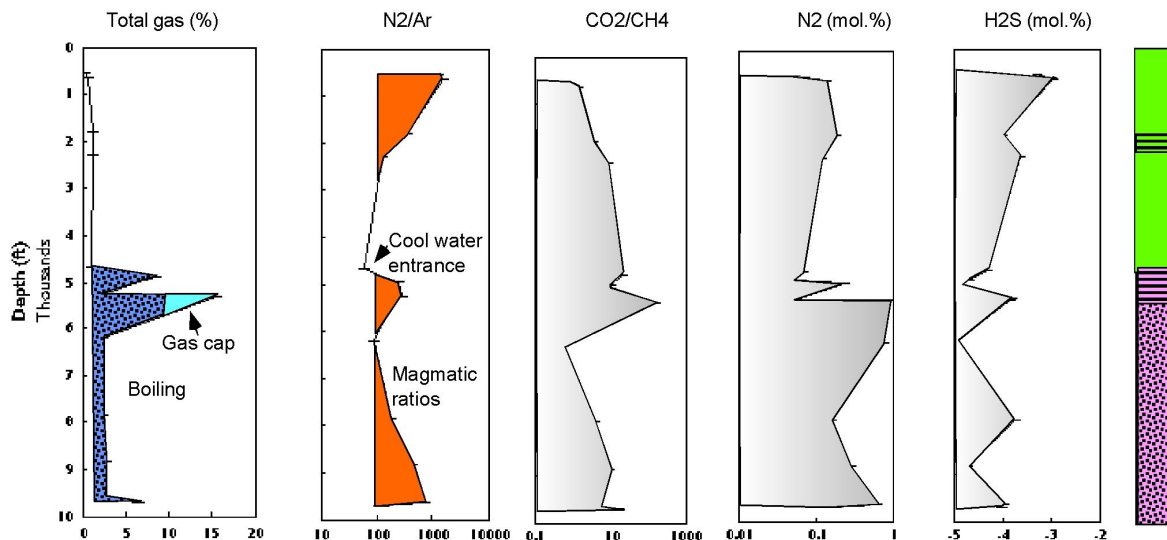 Total gas (%)
N2/Ar
CO2/CH4
N2 (mol.%)
H2S (mol.%)
Depth (ft)
Thousands
0
1
2
3
4
5
6
7
8
9
10
Cool water
entrance
Gas cap
Boiling
Magmatic
ratios
0 5 10 15 20
10 100 1000 10000
0.1 1000
0.01 0.1 1
-5 -4 -3 -2